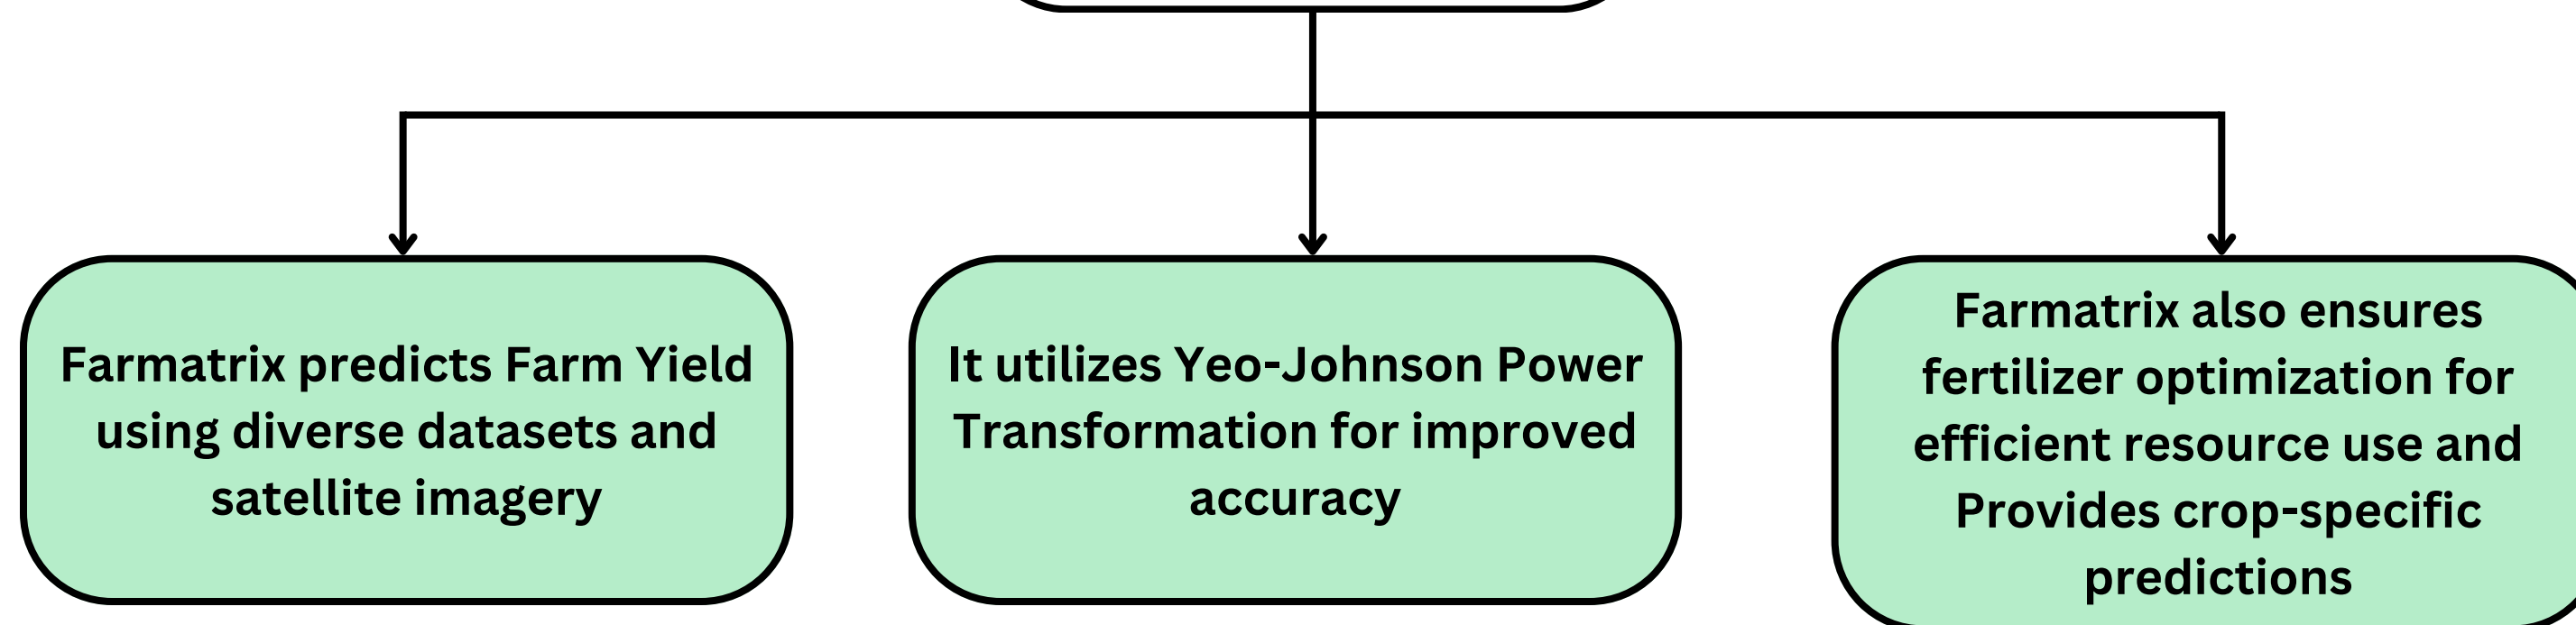 Farmatrix predicts Farm Yield
using diverse datasets and
satellite imagery
It utilizes Yeo-Johnson Power
Transformation for improved
accuracy
Farmatrix also ensures
fertilizer optimization for
efficient resource use and
Provides crop-specific
predictions